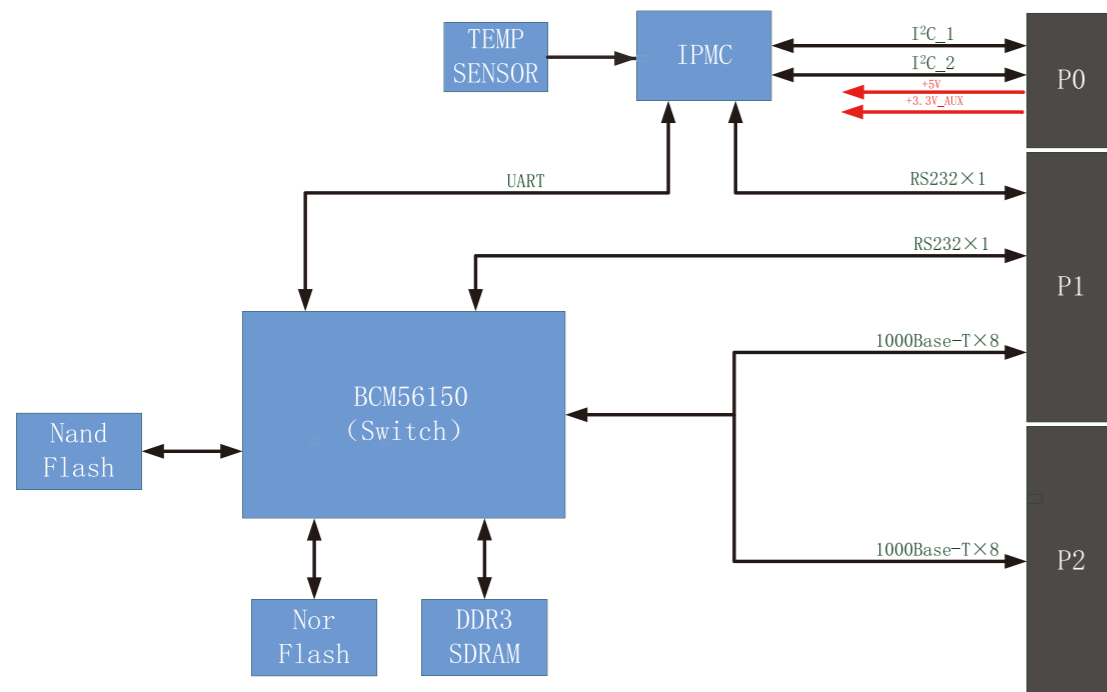 TEMP
SENSOR
IPMC
I²C_1
I²C_2
+5V
+3.3V_AUX
P0
UART
RS232×1
RS232×1
P1
1000Base-T×8
BCM56150
（Switch）
Nand
Flash
1000Base-T×8
P2
Nor
Flash
DDR3
SDRAM